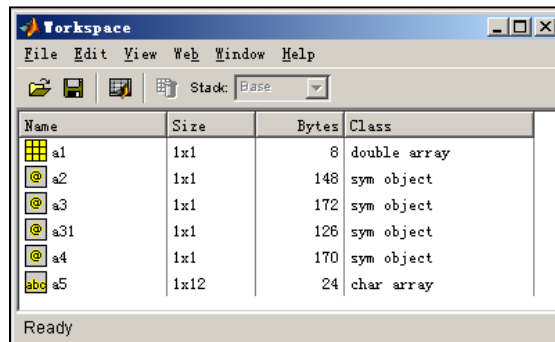 Workspace
File Edit View Web Window Help
Stack: Base
Name Size Bytes Class
a1 1x1 8 double array
a2 1x1 148 sym object
a3 1x1 172 sym object
a31 1x1 126 sym object
a4 1x1 170 sym object
abc a5 1x12 24 char array
Ready